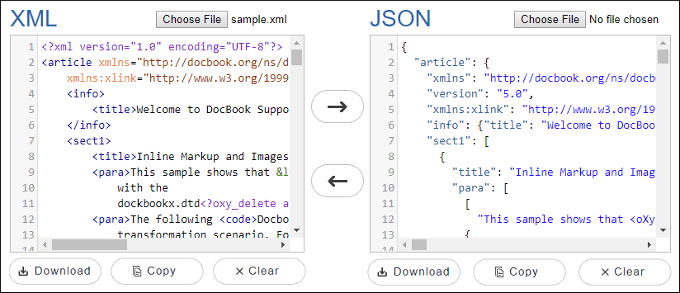 XML
Choose File sample.xml
1 <?xml version="1.0" encoding="UTF-8"?>
2 <article xmlns="http://docbook.org/ns/d
3 xmlns:xlink="http://www.w3.org/1999
4 <info>
5 <title>Welcome to DocBook Suppo
6 </info>
7 <sect1>
8 <title>Inline Markup and Images
9 <para>This sample shows that &l
10 with the
11 dockbookx.dtd<?oxy_delete a
12 <para>The following <code>Docbo
13 transformation scenario. Fo
14
Download
Copy
Clear
JSON
Choose File No file chosen
1 {
2 "article": {
3 "xmlns": "http://docbook.org/ns/docb
4 "version": "5.0",
5 "xmlns:xlink": "http://www.w3.org/199
6 "info": {"title": "Welcome to DocBoo
7 "sect1": [
8 {
9 "title": "Inline Markup and Imag
10 "para": [
11 [
12 "This sample shows that <oXy
13 {
14
Download
Copy
Clear